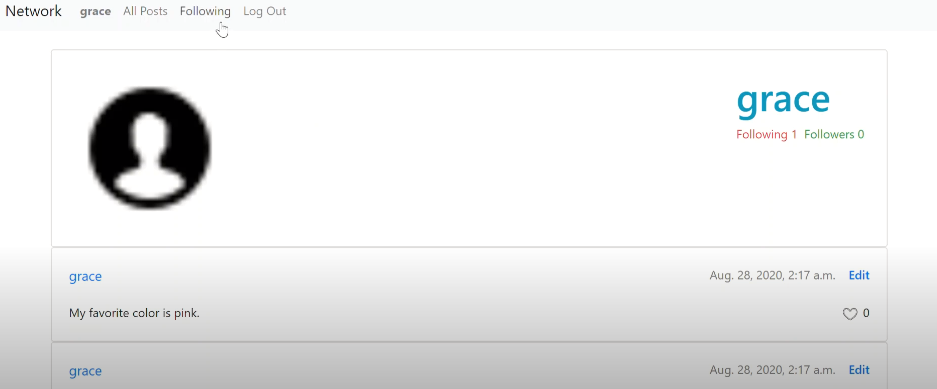 Network grace All Posts Following Log Out
grace
Following 1 Followers 0
grace Aug. 28, 2020, 2:17 a.m. Edit
My favorite color is pink. 0
grace Aug. 28, 2020, 2:17 a.m. Edit